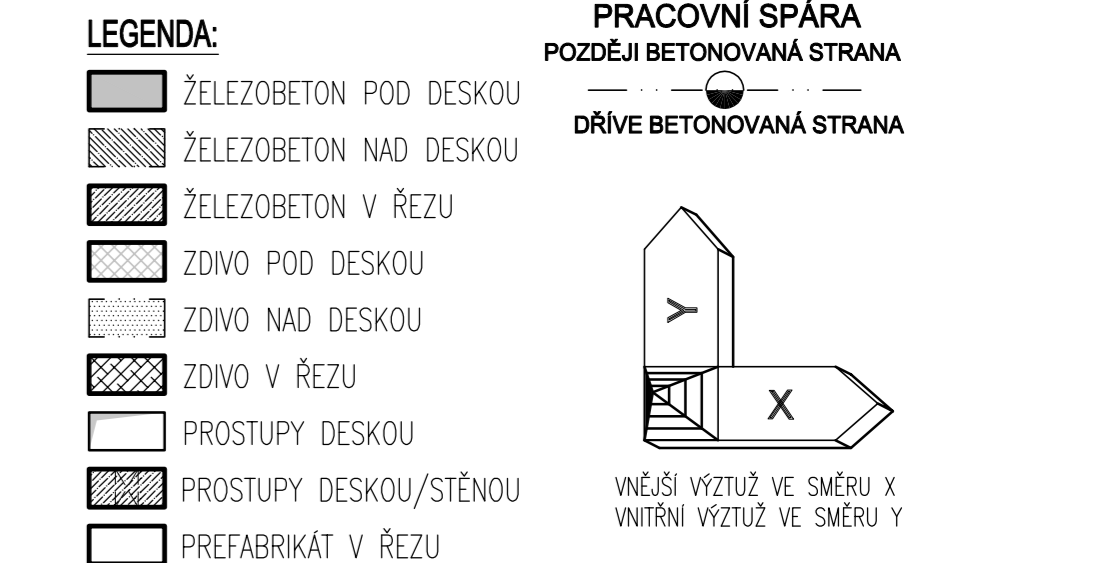 LEGENDA:
ŽELEZOBETON POD DESKOU
ŽELEZOBETON NAD DESKOU
ŽELEZOBETON V ŘEZU
ZDIVO POD DESKOU
ZDIVO NAD DESKOU
ZDIVO V ŘEZU
PROSTUPY DESKOU
PROSTUPY DESKOU/STĚNOU
PREFABRIKÁT V ŘEZU
PRACOVNÍ SPÁRA
POZDĚJI BETONOVANÁ STRANA
DŘÍVE BETONOVANÁ STRANA
Y
X
VNĚJŠÍ VÝZTUŽ VE SMĚRU X
VNITŘNÍ VÝZTUŽ VE SMĚRU Y